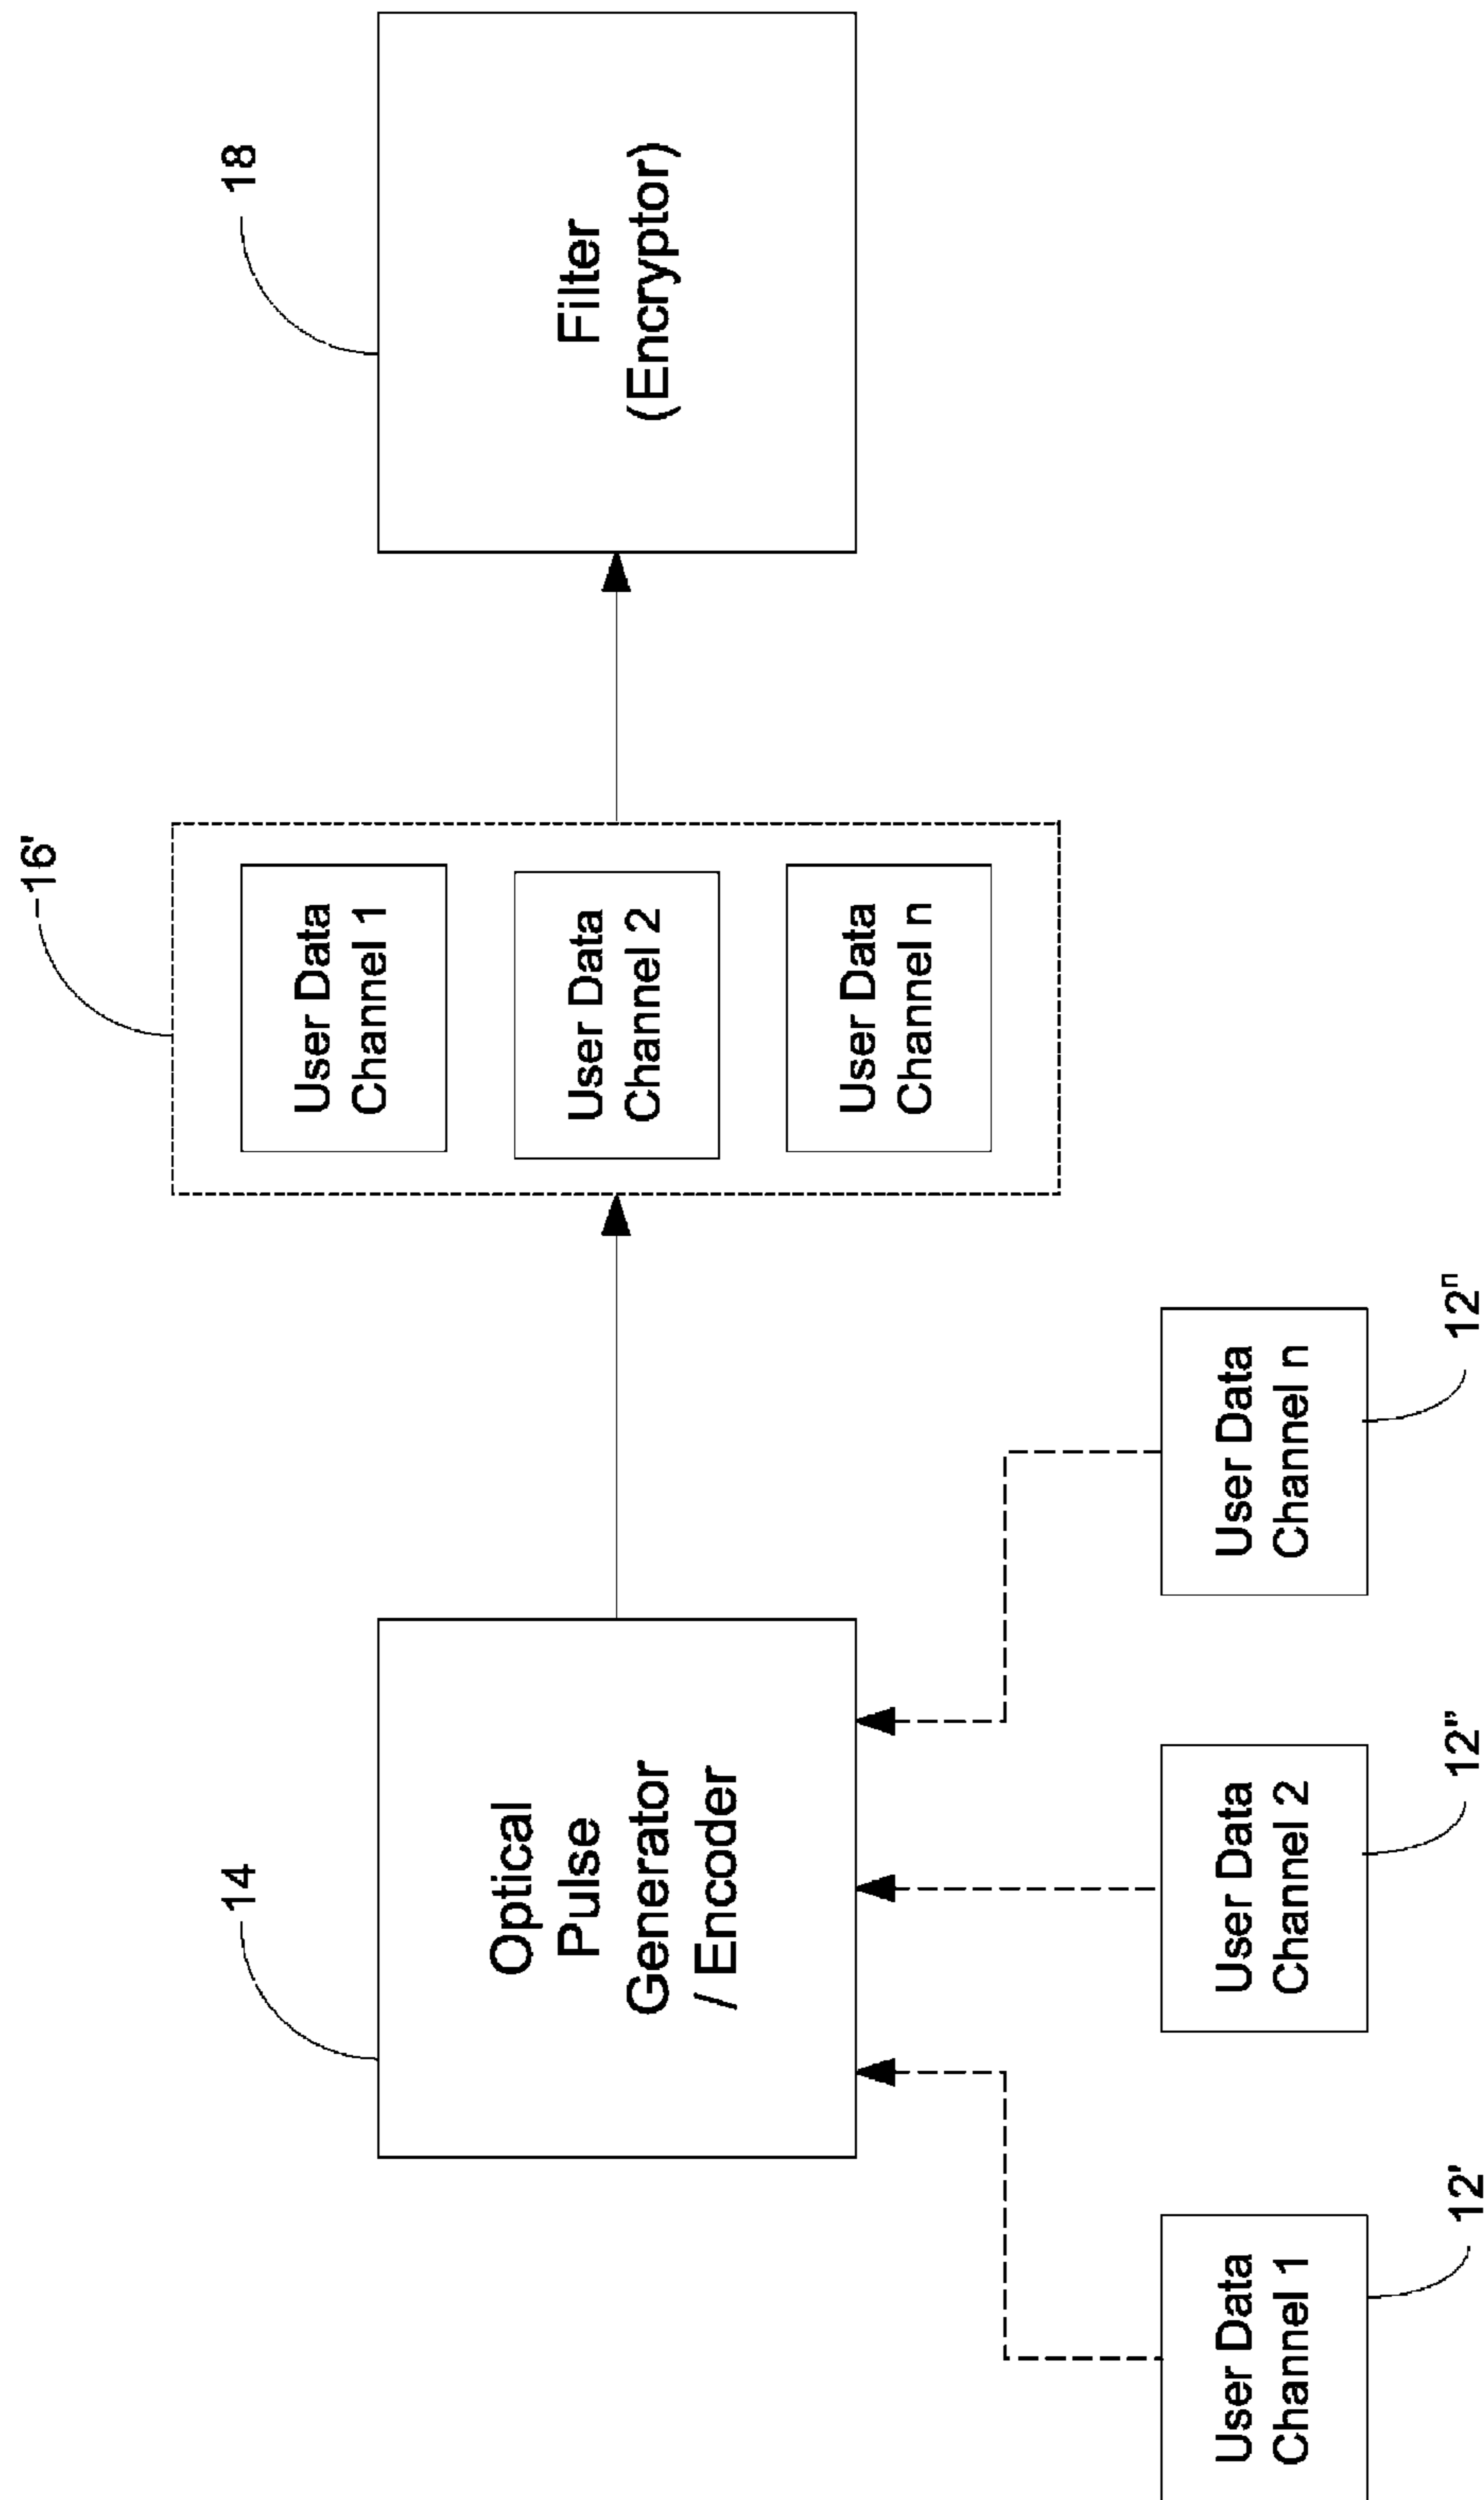 16'
14
18
User Data
Channel 1
Optical
Pulse
Generator
/ Encoder
User Data
Channel 2
Filter
(Encryptor)
User Data
Channel n
User Data
Channel 1
User Data
Channel 2
User Data
Channel n
12'
12"
12ⁿ